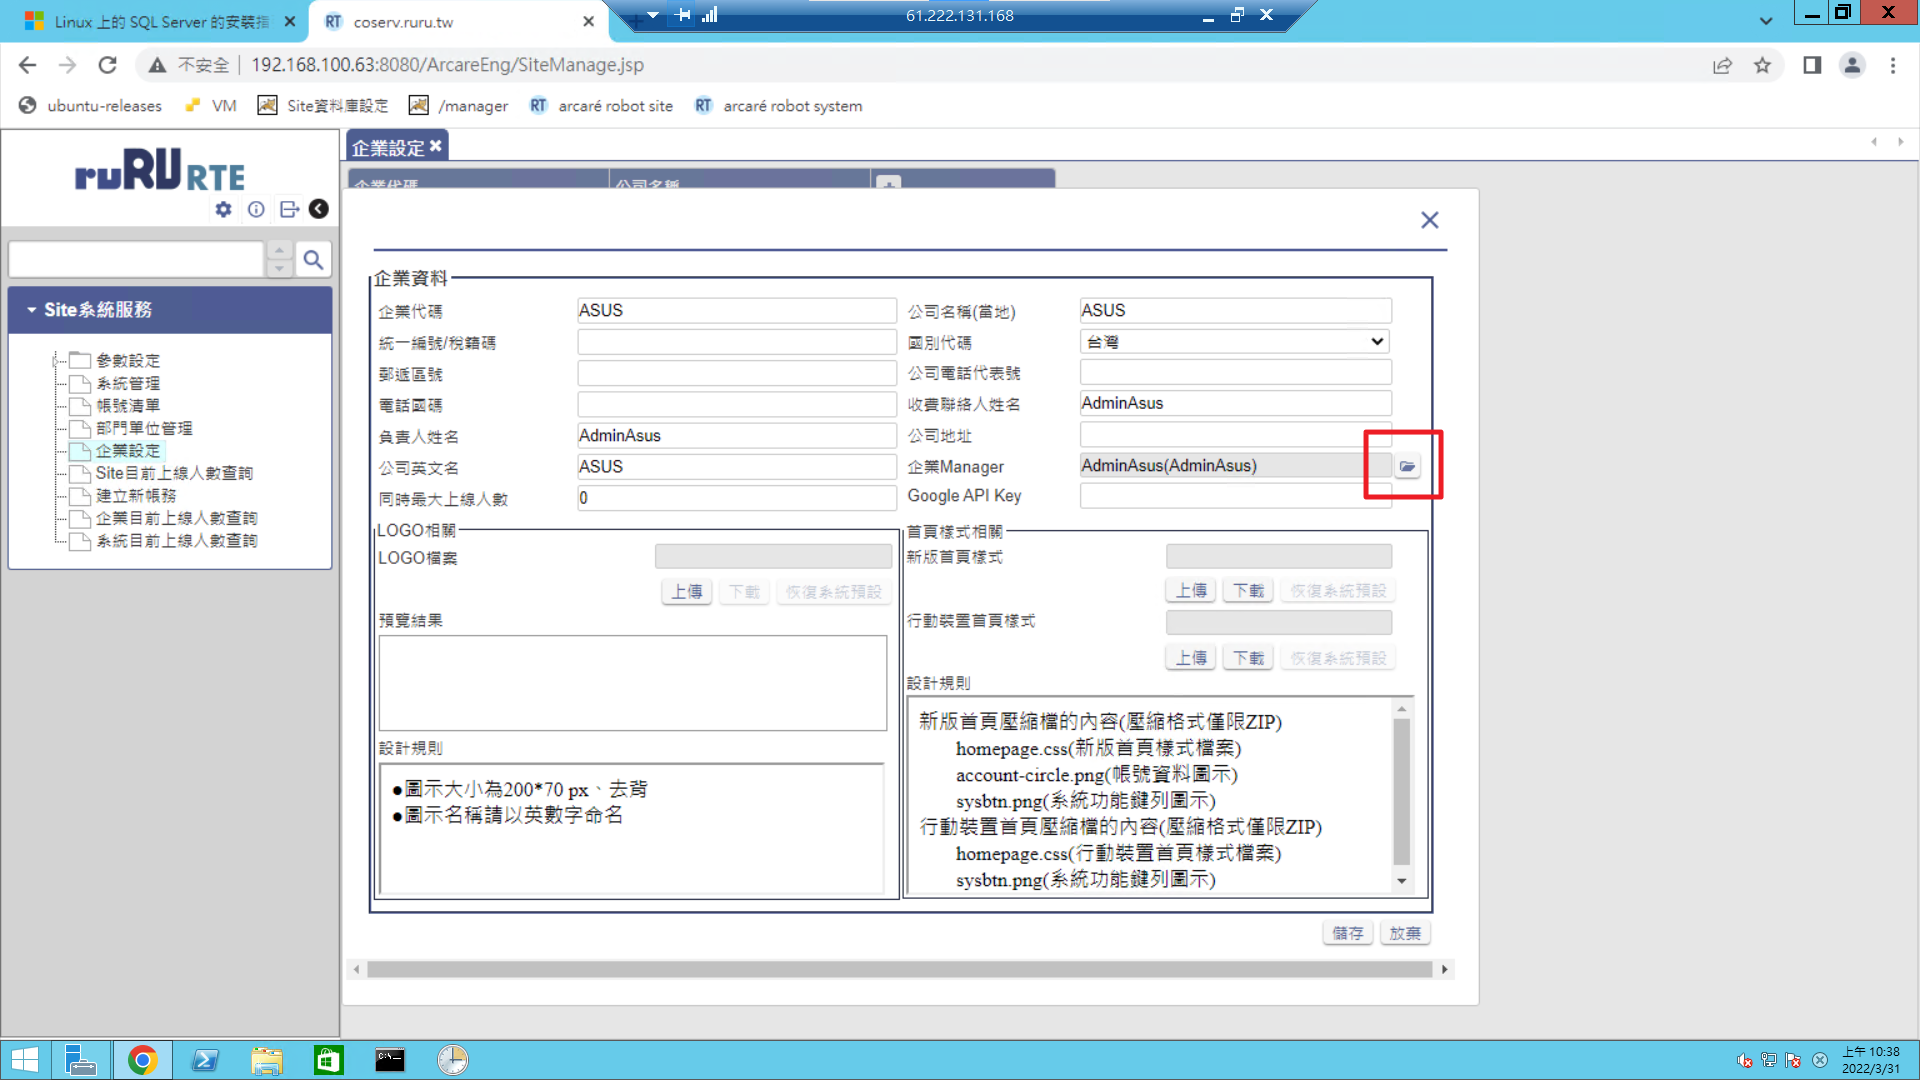 Linux 上的 SQL Server 的安裝指
coserv.ruru.tw
61.222.131.168
不安全
192.168.100.63:8080/ArcareEng/SiteManage.jsp
ubuntu-releases
VM
Site資料庫設定
/manager
RT arcaré robot site
RT arcaré robot system
ruRU RTE
企業設定
企業代碼
公司名稱
Site系統服務
參數設定
系統管理
帳號清單
部門單位管理
企業設定
Site目前上線人數查詢
建立新帳務
企業目前上線人數查詢
系統目前上線人數查詢
企業資料
企業代碼 ASUS 公司名稱(當地) ASUS
統一編號/稅籍碼 國別代碼 台灣
郵遞區號 公司電話代表號
電話國碼 收費聯絡人姓名 AdminAsus
負責人姓名 AdminAsus 公司地址
公司英文名 ASUS 企業Manager AdminAsus(AdminAsus)
同時最大上線人數 0 Google API Key
LOGO相關
LOGO檔案
上傳 下載 恢復系統預設
預覽結果
設計規則
●圖示大小為200*70 px、去背
●圖示名稱請以英數字命名
首頁樣式相關
新版首頁樣式
上傳 下載 恢復系統預設
行動裝置首頁樣式
上傳 下載 恢復系統預設
設計規則
新版首頁壓縮檔的內容(壓縮格式僅限ZIP)
homepage.css(新版首頁樣式檔案)
account-circle.png(帳號資料圖示)
sysbtn.png(系統功能鍵列圖示)
行動裝置首頁壓縮檔的內容(壓縮格式僅限ZIP)
homepage.css(行動裝置首頁樣式檔案)
sysbtn.png(系統功能鍵列圖示)
儲存 放棄
上午 10:38
2022/3/31